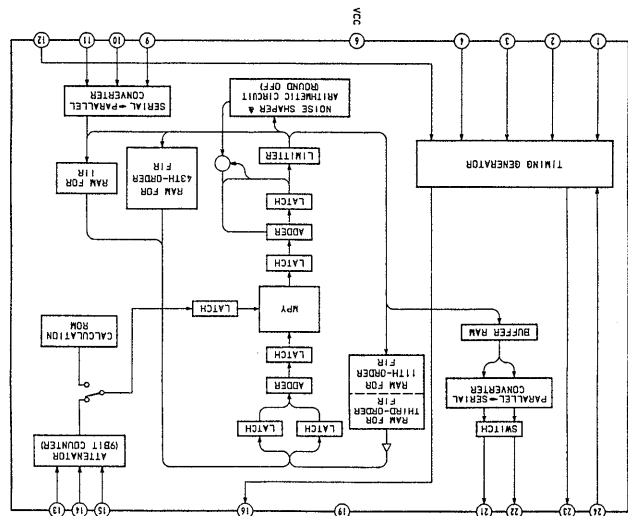 24
23
22
21
19
16
15
14
13
SWITCH
PARALLEL→SERIAL
CONVERTER
BUFFER RAM
RAM FOR
THIRD-ORDER
FIR
RAM FOR
11TH-ORDER
FIR
LATCH
LATCH
ADDER
LATCH
MPY
LATCH
ATTENATOR
(9BIT COUNTER)
CALCULATION
ROM
LATCH
ADDER
LATCH
LIMITTER
NOISE SHAPER &
ARITHMETIC CIRCUIT
(ROUND OFF)
RAM FOR
43TH-ORDER
FIR
RAM FOR
IIR
SERIAL→PARALLEL
CONVERTER
TIMING GENERATOR
1
2
3
4
6
9
10
11
12
VCC